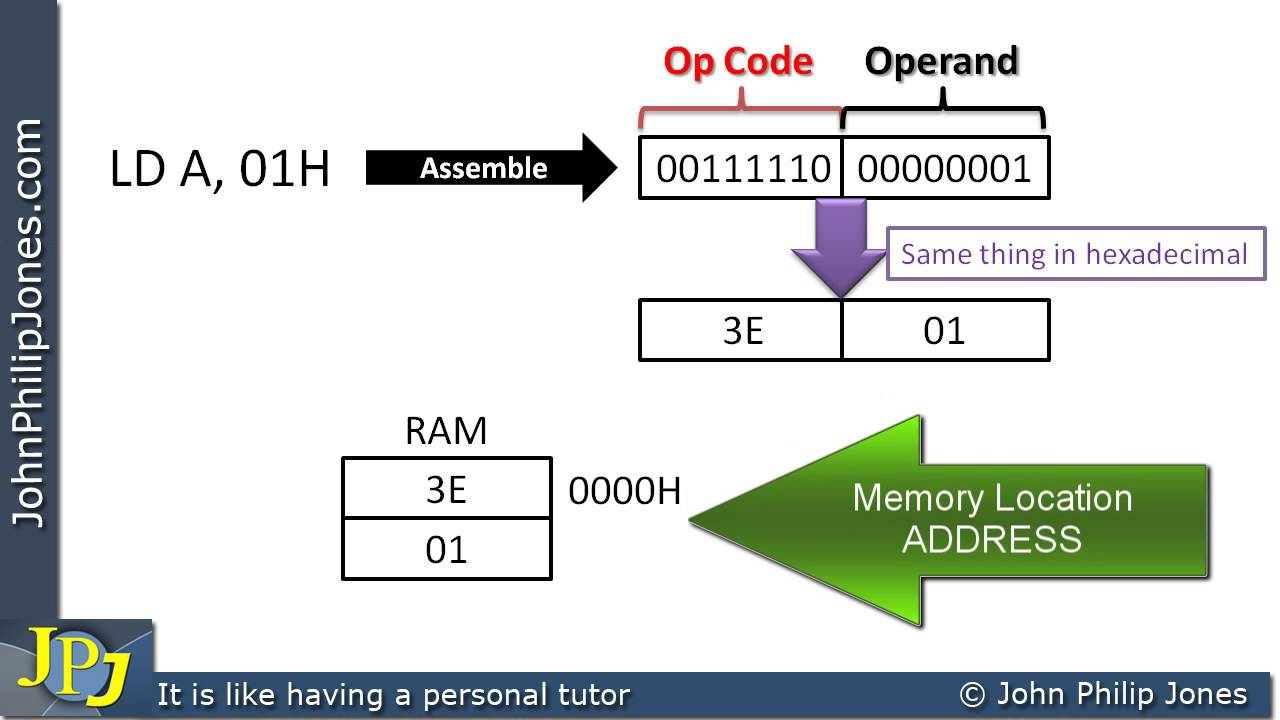 Op Code Operand
LD A, 01H Assemble 00111110 00000001
Same thing in hexadecimal
3E 01
RAM
3E 0000H
01
Memory Location
ADDRESS
JohnPhilipJones.com
JPJ
It is like having a personal tutor © John Philip Jones